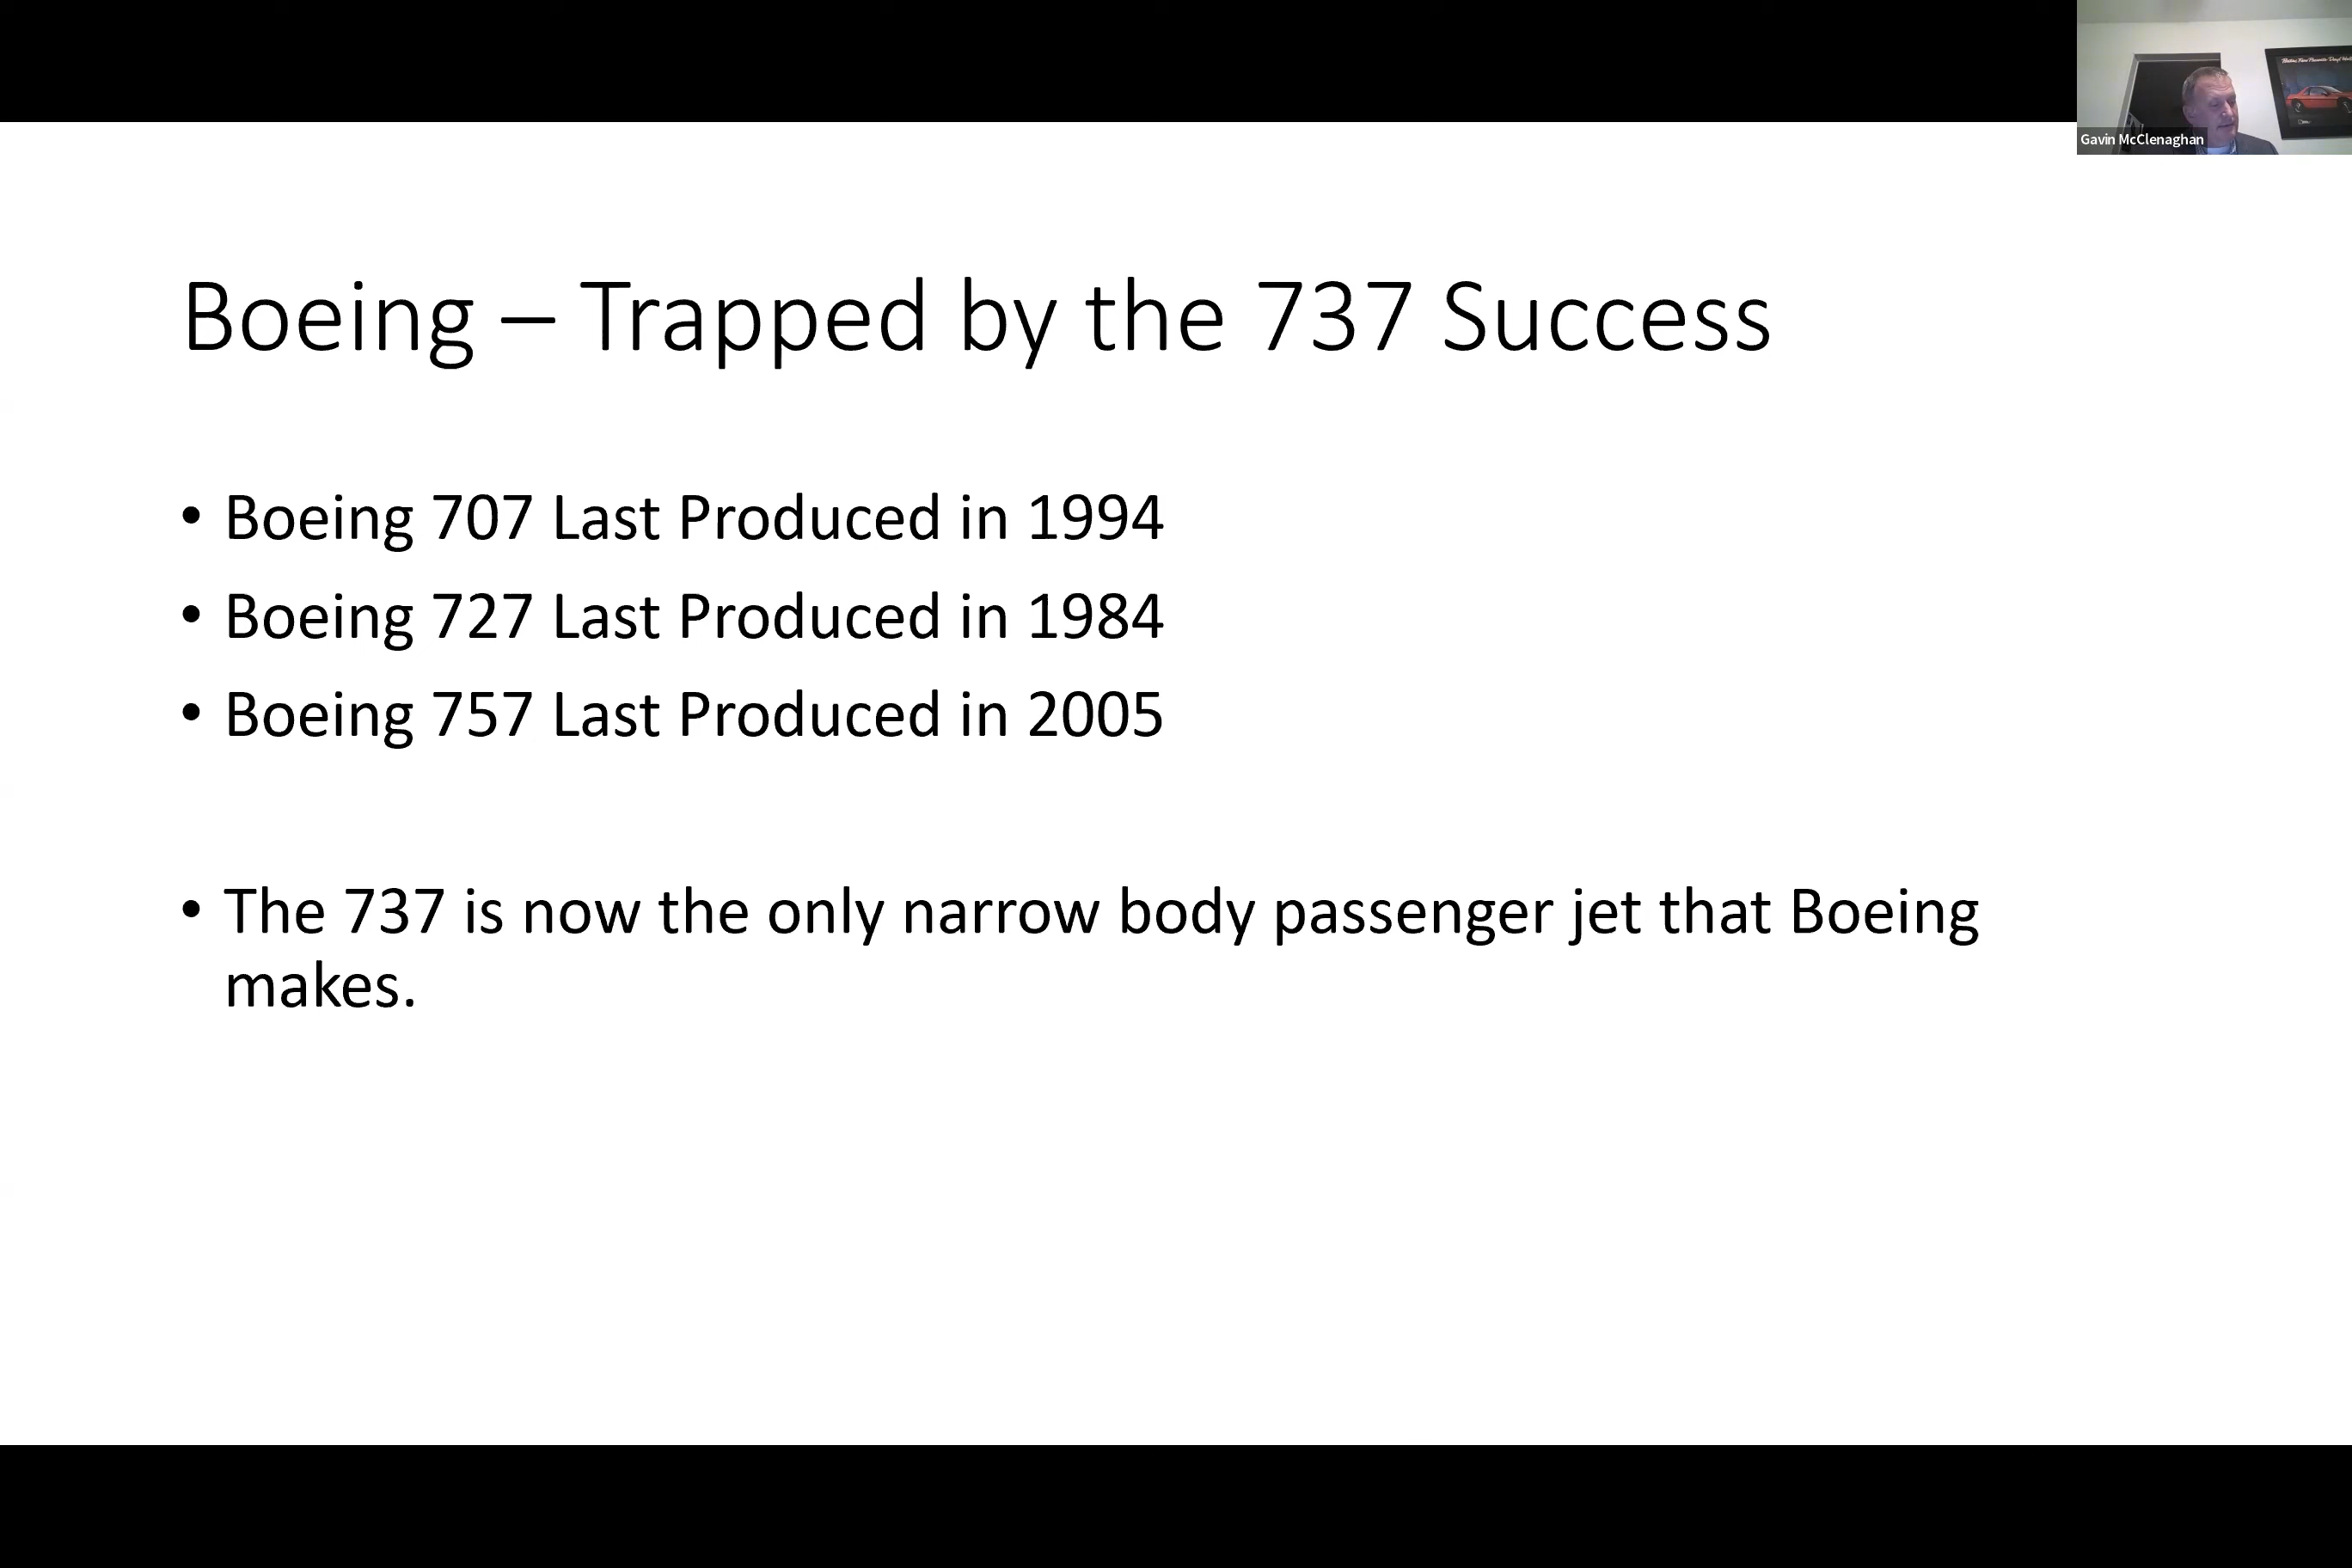 Gavin McClenaghan
Boeing – Trapped by the 737 Success
• Boeing 707 Last Produced in 1994
• Boeing 727 Last Produced in 1984
• Boeing 757 Last Produced in 2005
• The 737 is now the only narrow body passenger jet that Boeing
makes.